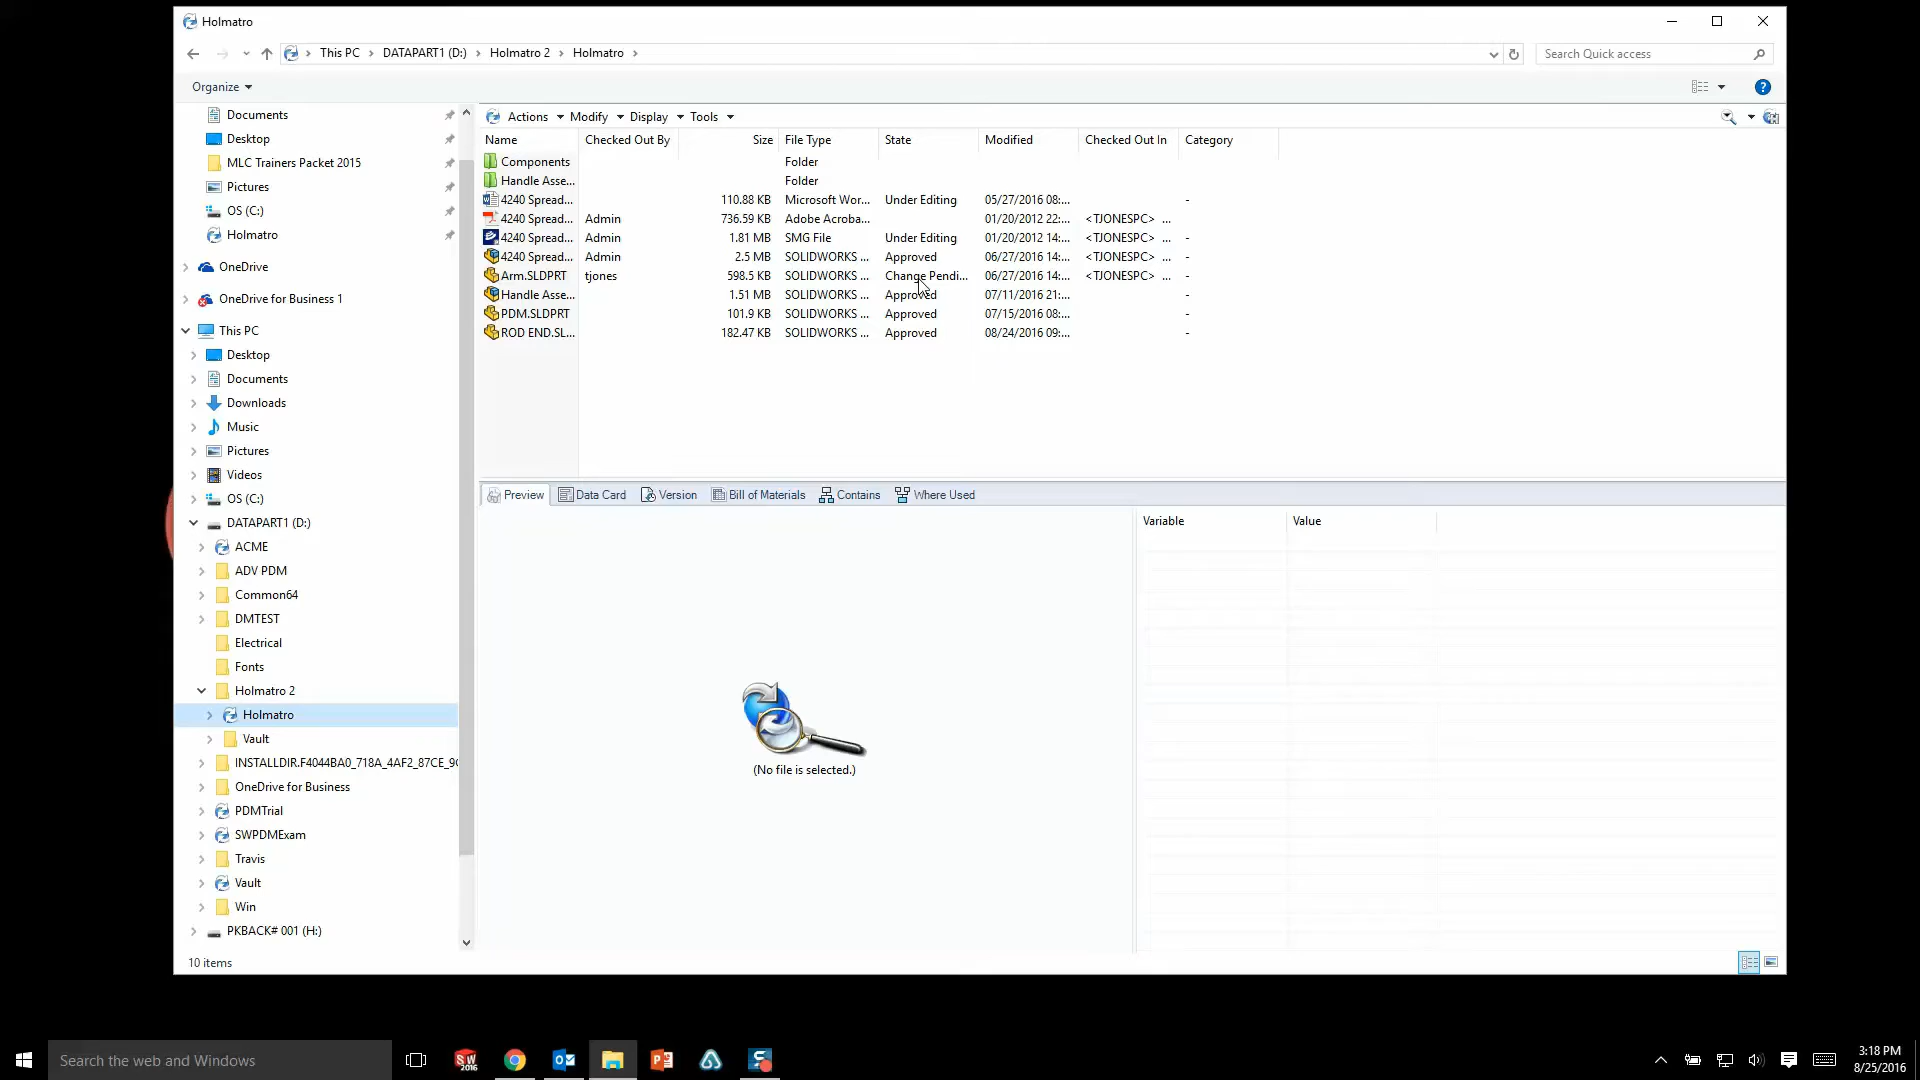 Holmatro
This PC > DATAPART1 (D:) > Holmatro 2 > Holmatro >
Search Quick access
Organize
Documents
Desktop
MLC Trainers Packet 2015
Pictures
OS (C:)
Holmatro
OneDrive
OneDrive for Business 1
This PC
Desktop
Documents
Downloads
Music
Pictures
Videos
OS (C:)
DATAPART1 (D:)
ACME
ADV PDM
Common64
DMTEST
Electrical
Fonts
Holmatro 2
Holmatro
Vault
INSTALLDIR.F4044BA0_718A_4AF2_87CE_9
OneDrive for Business
PDMTrial
SWPDMExam
Travis
Vault
Win
PKBACK# 001 (H:)
10 items
Actions Modify Display Tools
Name Checked Out By Size File Type State Modified Checked Out In Category
Components Folder
Handle Asse... Folder
4240 Spread... 110.88 KB Microsoft Wor... Under Editing 05/27/2016 08:... -
4240 Spread... Admin 736.59 KB Adobe Acroba... 01/20/2012 22:... <TJONESPC> ... -
4240 Spread... Admin 1.81 MB SMG File Under Editing 01/20/2012 14:... <TJONESPC> ... -
4240 Spread... Admin 2.5 MB SOLIDWORKS ... Approved 06/27/2016 14:... <TJONESPC> ... -
Arm.SLDPRT tjones 598.5 KB SOLIDWORKS ... Change Pendi... 06/27/2016 14:... <TJONESPC> ... -
Handle Asse... 1.51 MB SOLIDWORKS ... Approved 07/11/2016 21:... -
PDM.SLDPRT 101.9 KB SOLIDWORKS ... Approved 07/15/2016 08:... -
ROD END.SL... 182.47 KB SOLIDWORKS ... Approved 08/24/2016 09:... -
Preview Data Card Version Bill of Materials Contains Where Used
Variable Value
(No file is selected.)
Search the web and Windows
SW
2016
3:18 PM
8/25/2016